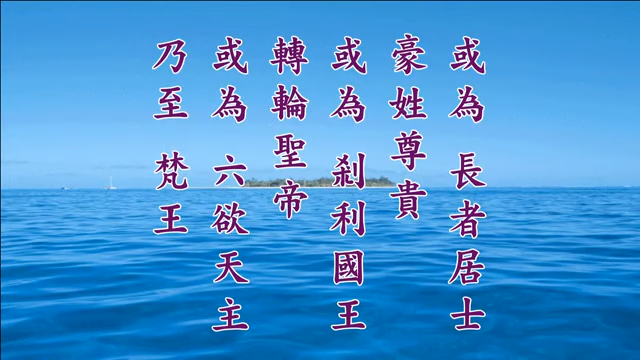 或為 長者居士
豪姓尊貴
或為 剎利國王
轉輪聖帝
或為 六欲天主
乃至 梵王